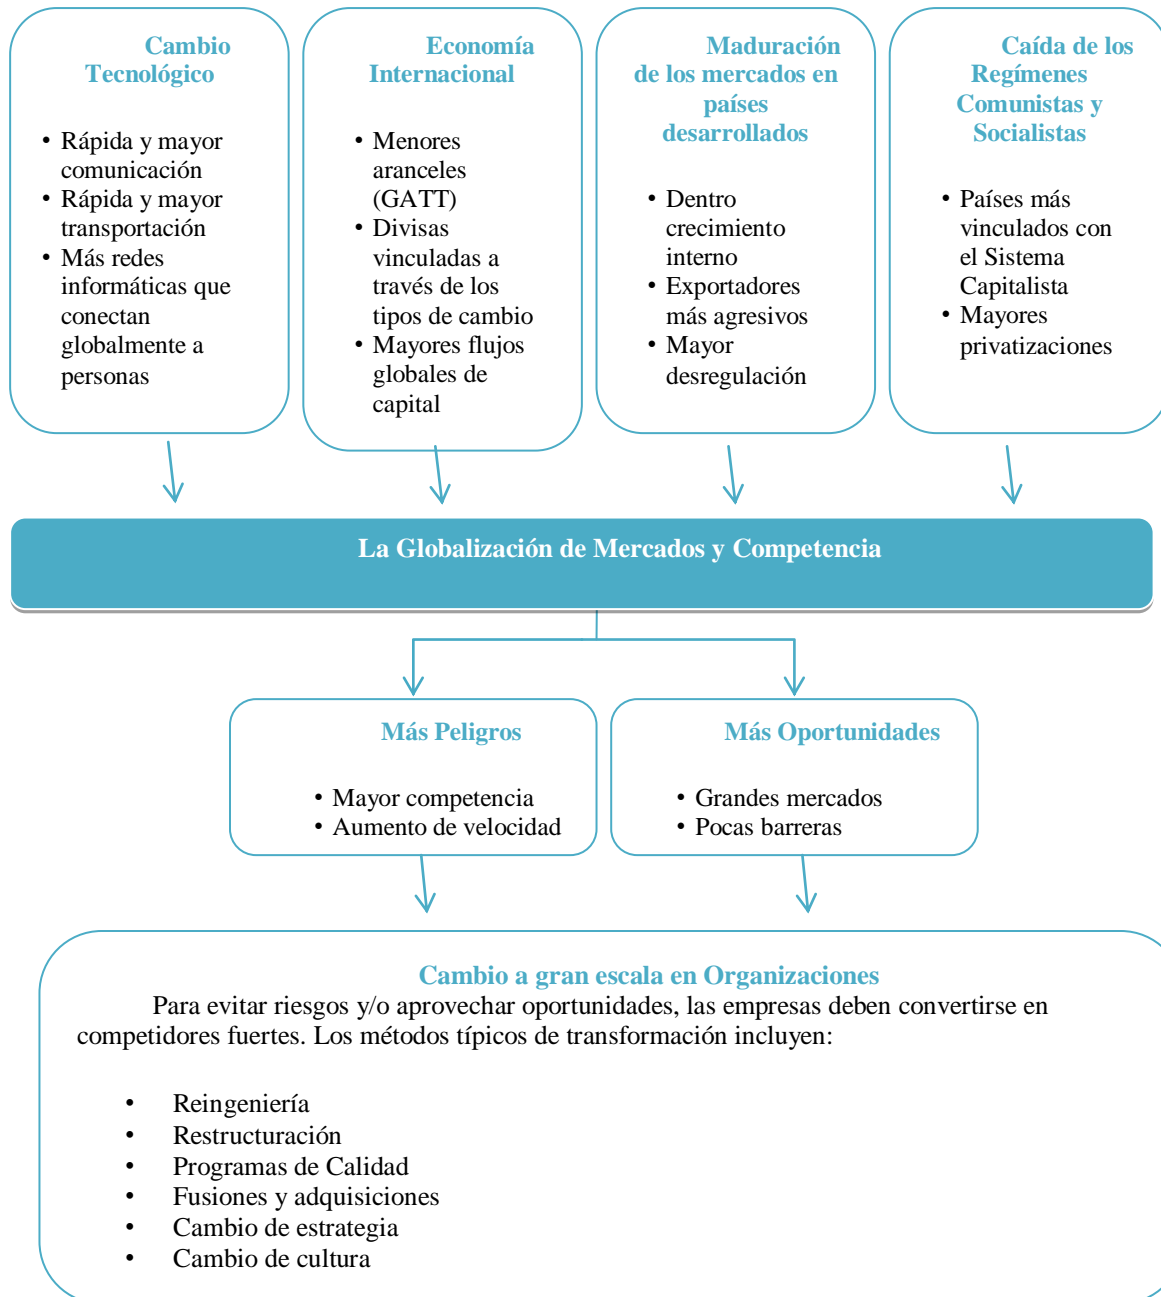 Cambio
Tecnológico
• Rápida y mayor
comunicación
• Rápida y mayor
transportación
• Más redes
informáticas que
conectan
globalmente a
personas
Economía
Internacional
• Menores
aranceles
(GATT)
• Divisas
vinculadas a
través de los
tipos de cambio
• Mayores flujos
globales de
capital
Maduración
de los mercados en
países
desarrollados
• Dentro
crecimiento
interno
• Exportadores
más agresivos
• Mayor
desregulación
Caída de los
Regímenes
Comunistas y
Socialistas
• Países más
vinculados con
el Sistema
Capitalista
• Mayores
privatizaciones
La Globalización de Mercados y Competencia
Más Peligros
• Mayor competencia
• Aumento de velocidad
Más Oportunidades
• Grandes mercados
• Pocas barreras
Cambio a gran escala en Organizaciones
Para evitar riesgos y/o aprovechar oportunidades, las empresas deben convertirse en
competidores fuertes. Los métodos típicos de transformación incluyen:
• Reingeniería
• Restructuración
• Programas de Calidad
• Fusiones y adquisiciones
• Cambio de estrategia
• Cambio de cultura